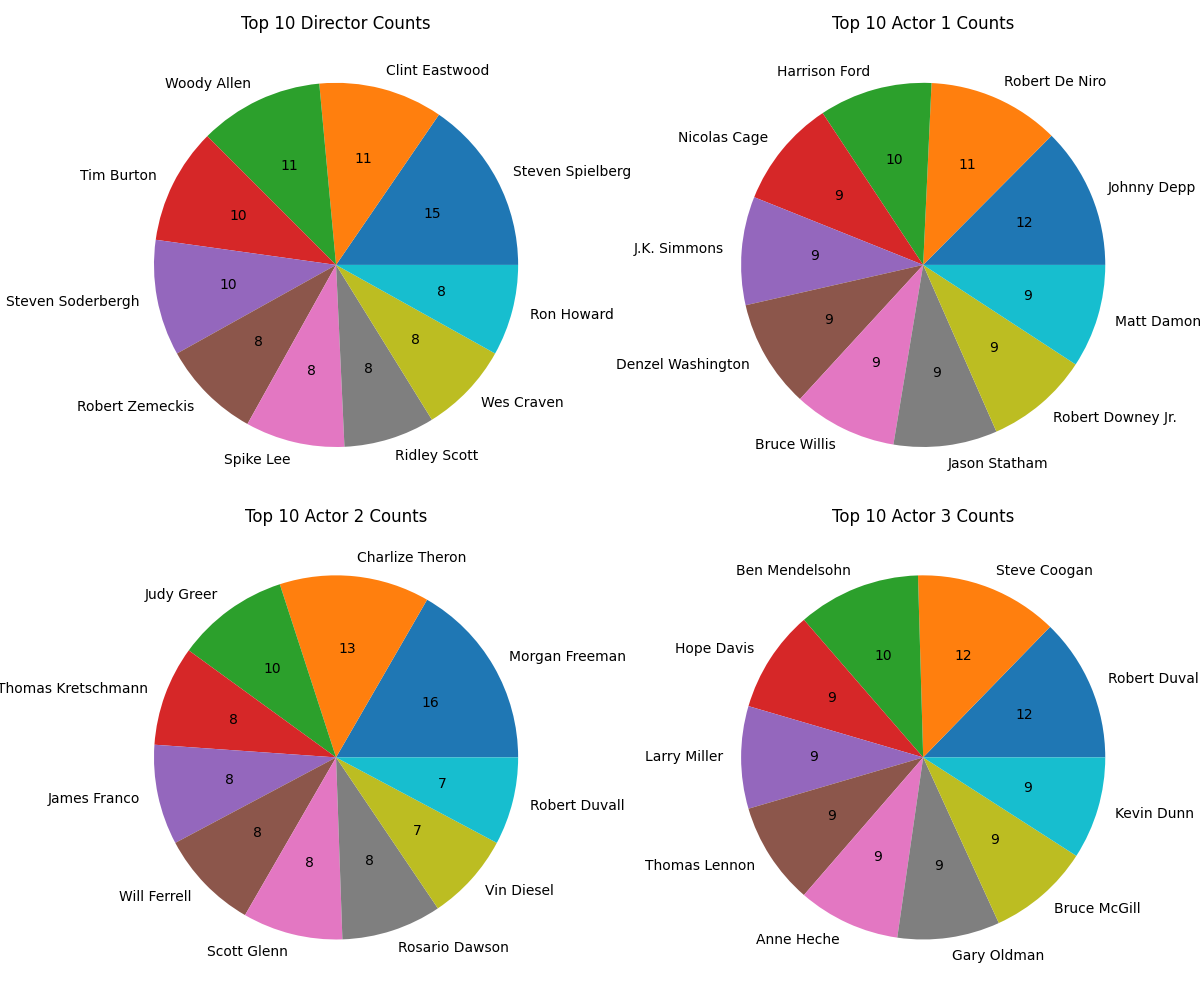 Top 10 Director Counts
Clint Eastwood
Woody Allen
Steven Spielberg
Tim Burton
Steven Soderbergh
Ron Howard
Robert Zemeckis
Wes Craven
Spike Lee
Ridley Scott
15
11
11
10
10
8
8
8
8
8
Top 10 Actor 1 Counts
Harrison Ford
Robert De Niro
Nicolas Cage
Johnny Depp
J.K. Simmons
Matt Damon
Denzel Washington
Robert Downey Jr.
Bruce Willis
Jason Statham
12
11
10
9
9
9
9
9
9
9
Top 10 Actor 2 Counts
Charlize Theron
Judy Greer
Morgan Freeman
Thomas Kretschmann
James Franco
Robert Duvall
Will Ferrell
Vin Diesel
Scott Glenn
Rosario Dawson
16
13
10
8
8
8
8
8
7
7
Top 10 Actor 3 Counts
Ben Mendelsohn
Steve Coogan
Hope Davis
Robert Duval
Larry Miller
Kevin Dunn
Thomas Lennon
Bruce McGill
Anne Heche
Gary Oldman
12
12
10
9
9
9
9
9
9
9